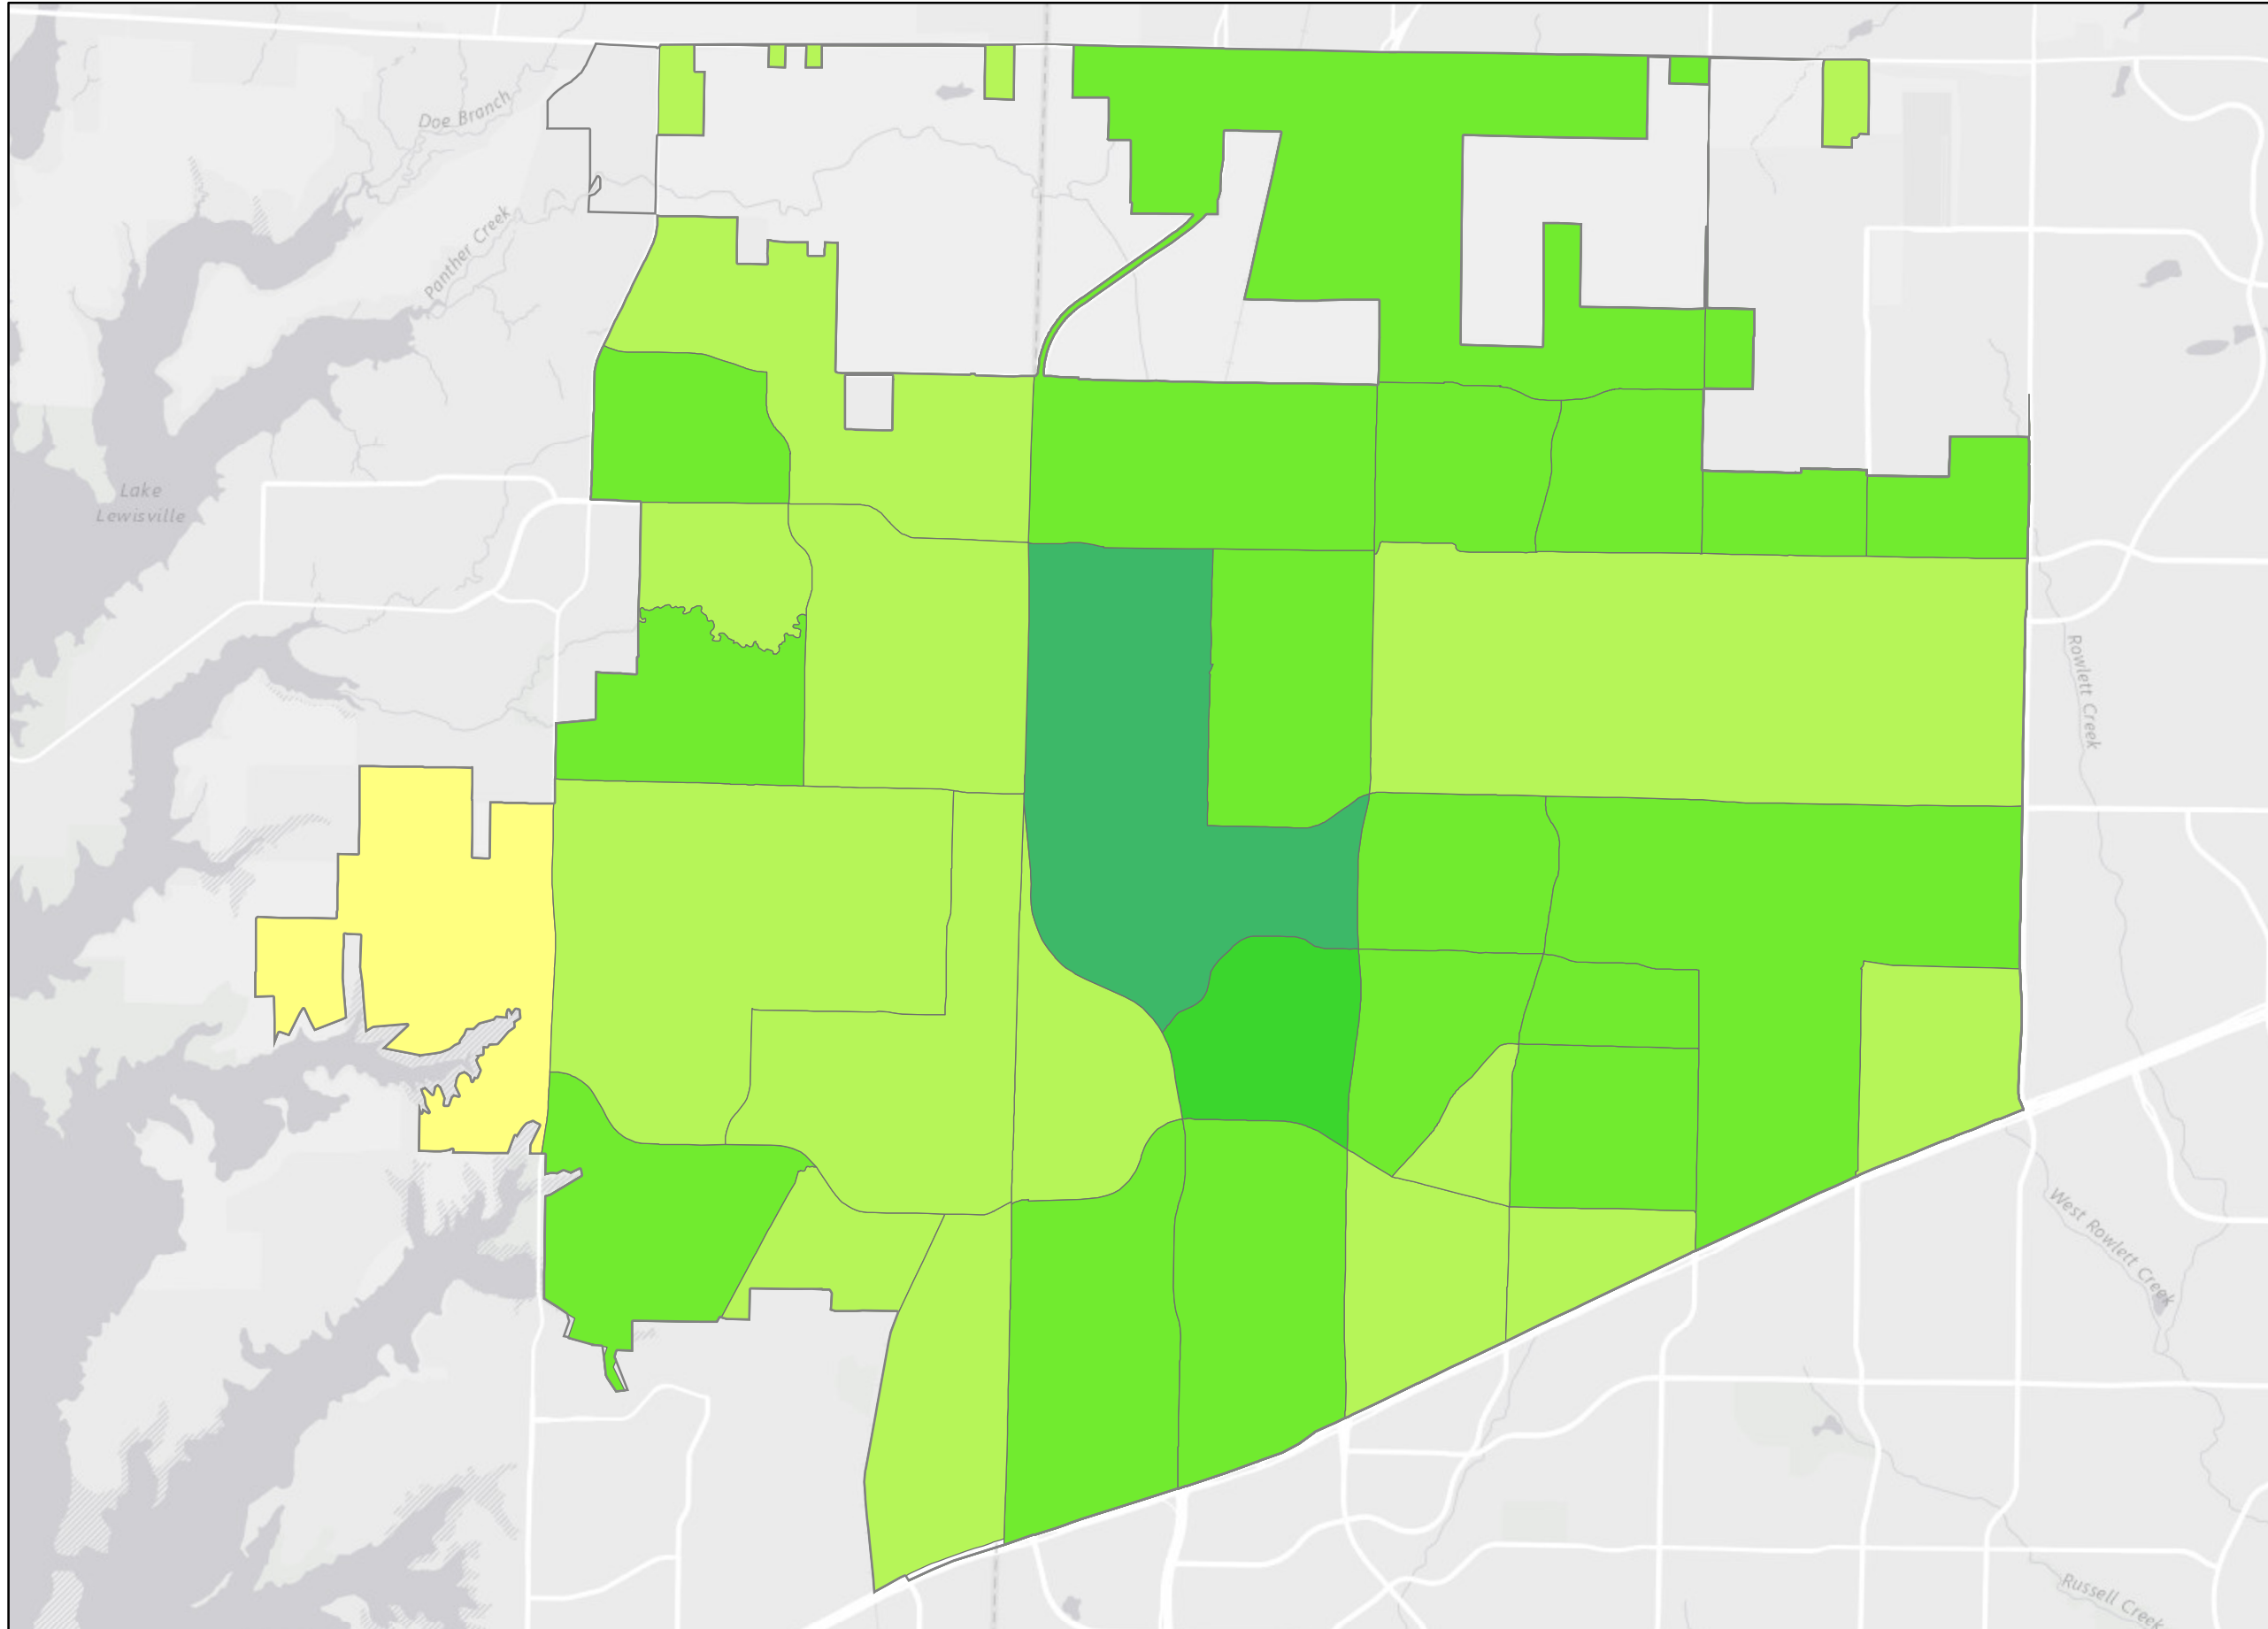 Doe Branch
Panther Creek
Lake
Lewisville
Rowlett Creek
West Rowlett Creek
Russell Creek